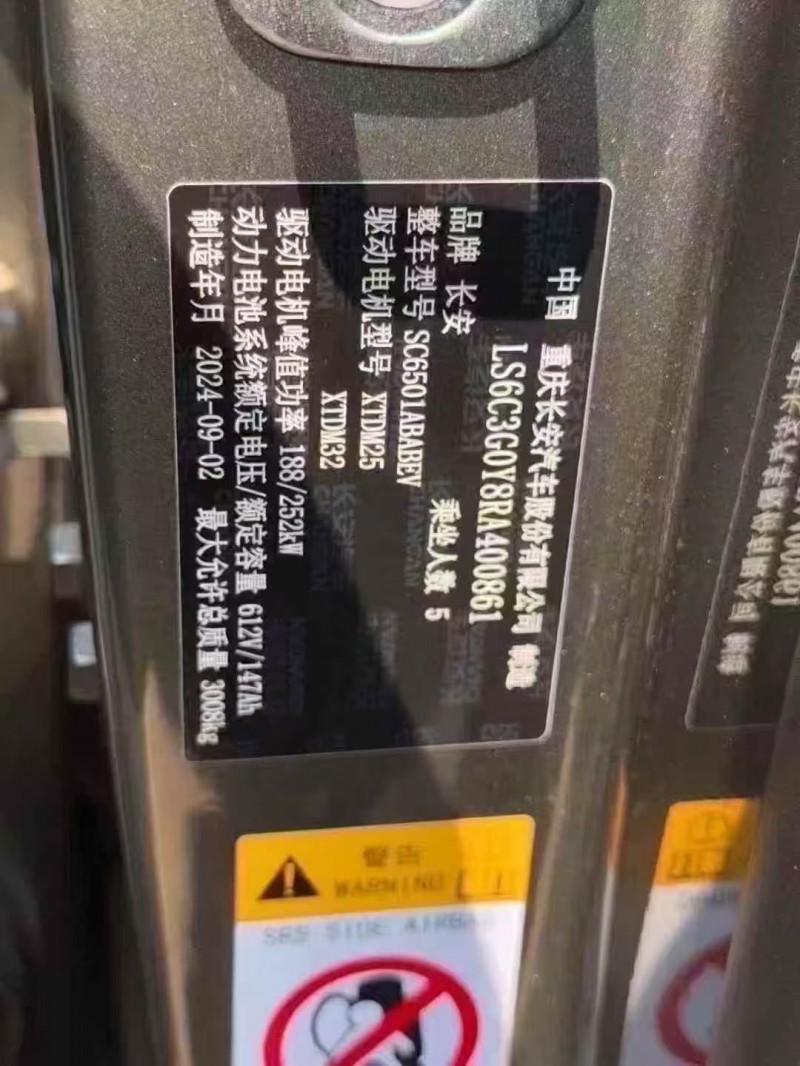 中国 重庆长安汽车股份有限公司 制造
LS6C3G0Y8RA400861
品牌 长安
乘坐人数 5
整车型号 SC6501ABABEV
驱动电机型号 XTDM25
XTDM32
驱动电机峰值功率 188/252kW
动力电池系统额定电压/额定容量 612V/147Ah
制造年月 2024-09-02 最大允许总质量 3008kg
警告
WARNING
SRS SIDE AIRBAG